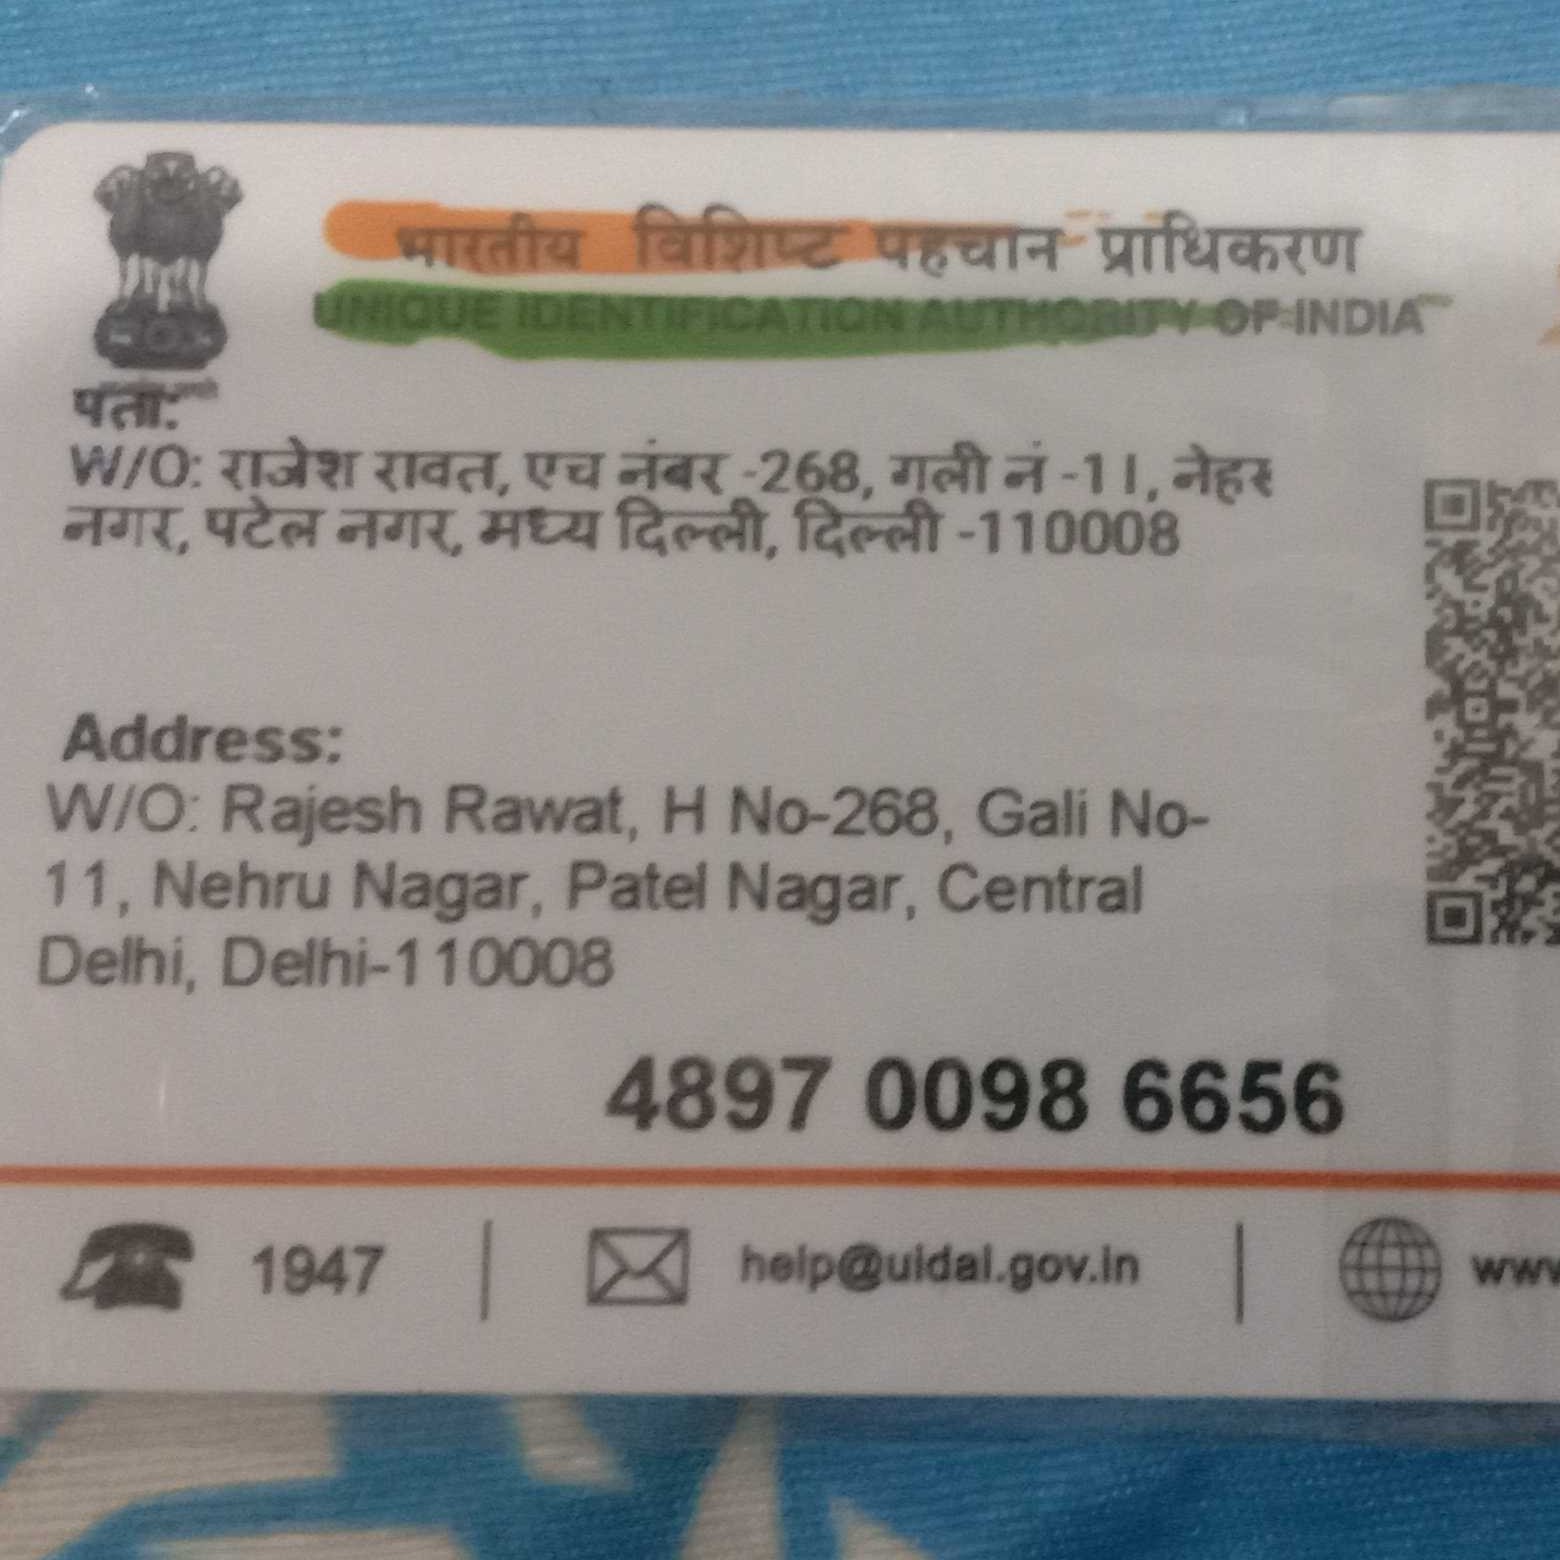 भारतीय विशिष्ट पहचान प्राधिकरण
UNIQUE IDENTIFICATION AUTHORITY OF INDIA
पता:
W/O: राजेश रावत, एच नंबर -268, गली नं -11, नेहरु
नगर, पटेल नगर, मध्य दिल्ली, दिल्ली -110008
Address:
W/O: Rajesh Rawat, H No-268, Gali No-
11, Nehru Nagar, Patel Nagar, Central
Delhi, Delhi-110008
4897 0098 6656
1947 | help@uidai.gov.in | www